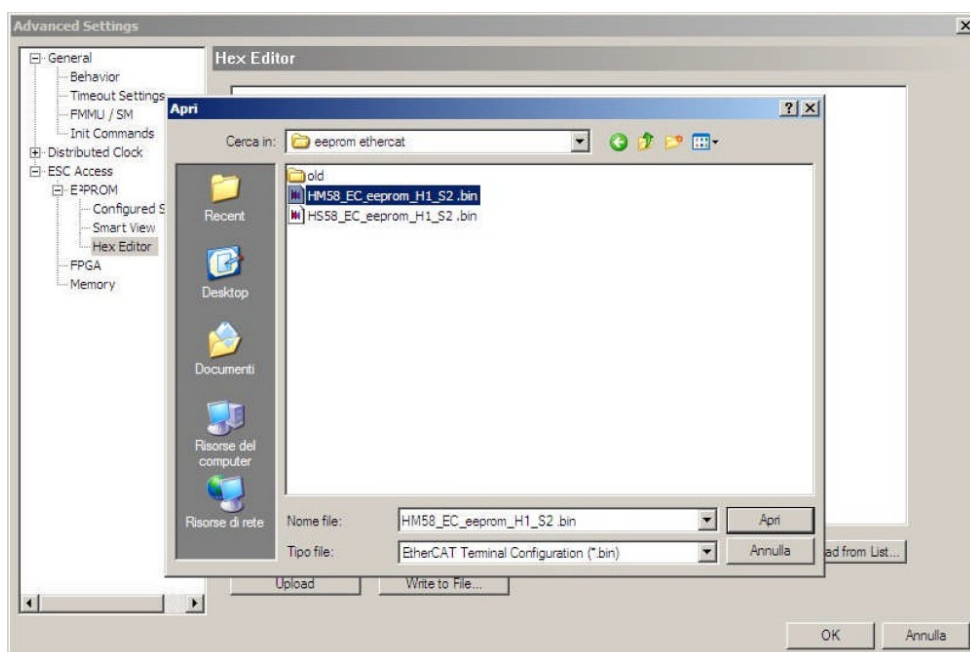 Advanced Settings
General
Behavior
Timeout Settings
FMMU / SM
Init Commands
Distributed Clock
ESC Access
E²PROM
Configured S
Smart View
Hex Editor
FPGA
Memory
Hex Editor
Apri
Cerca in:
eeprom ethercat
Recent
Desktop
Documenti
Risorse del
computer
Risorse di rete
old
HM58_EC_eeprom_H1_S2 .bin
HS58_EC_eeprom_H1_S2 .bin
Nome file:
HM58_EC_eeprom_H1_S2 .bin
Apri
Tipo file:
EtherCAT Terminal Configuration (*.bin)
Annulla
ad from List...
Upload
Write to File...
OK
Annulla